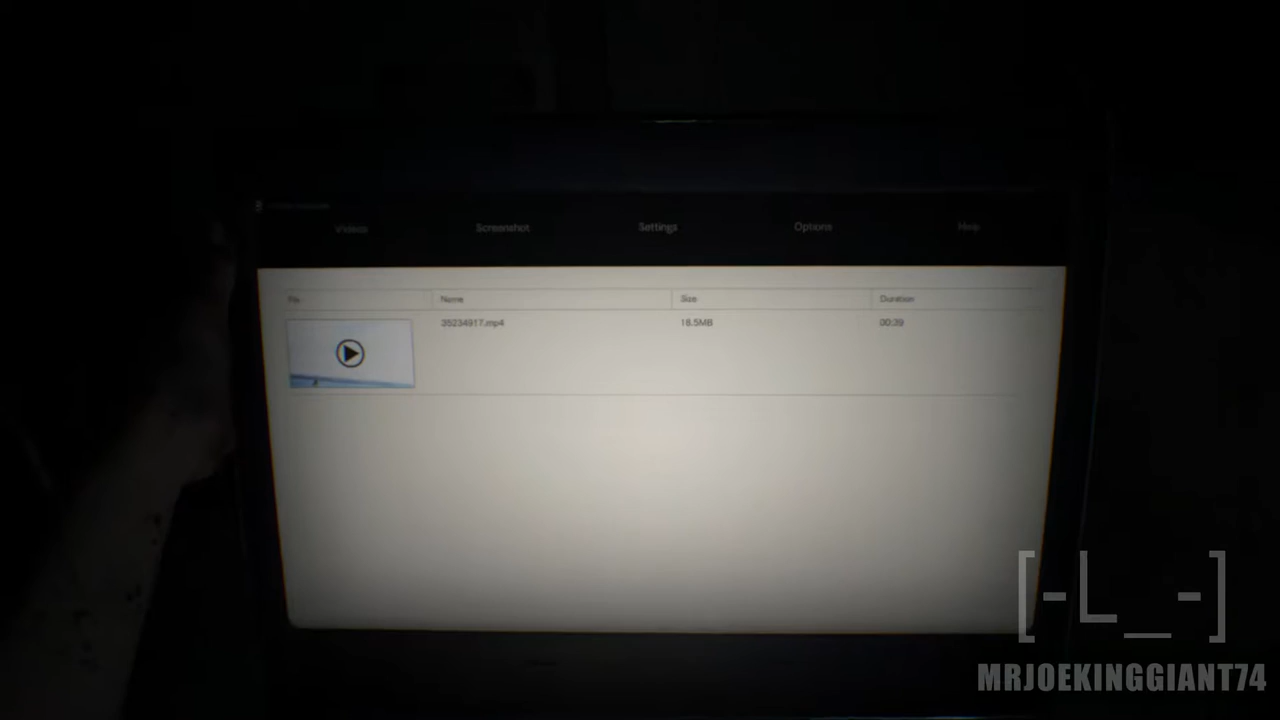 Videos Screenshot Settings Options Help
File Name Size Duration
35234917.mp4 18.5MB 00:39
[-L_-]
MRJOEKINGGIANT74